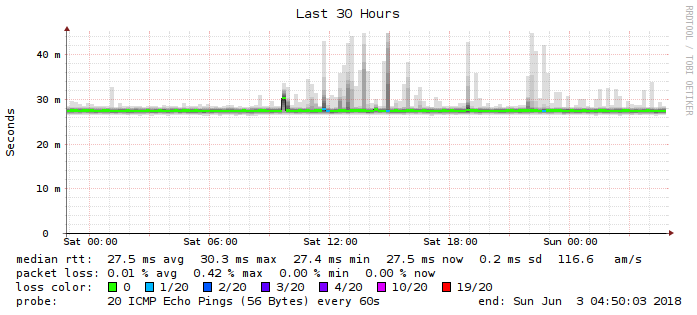 Last 30 Hours
RRDTOOL / TOBI OETIKER
Seconds
40 m
30 m
20 m
10 m
0
Sat 00:00 Sat 06:00 Sat 12:00 Sat 18:00 Sun 00:00
median rtt: 27.5 ms avg 30.3 ms max 27.4 ms min 27.5 ms now 0.2 ms sd 116.6 am/s
packet loss: 0.01 % avg 0.42 % max 0.00 % min 0.00 % now
loss color: 0 1/20 2/20 3/20 4/20 10/20 19/20
probe: 20 ICMP Echo Pings (56 Bytes) every 60s end: Sun Jun 3 04:50:03 2018